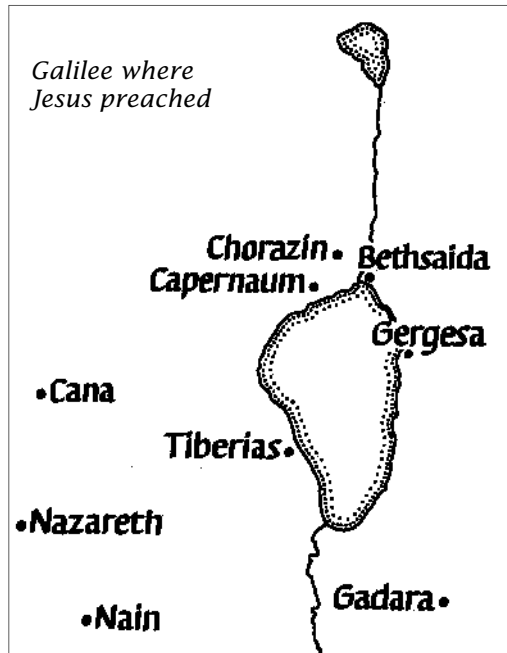 Galilee where
Jesus preached
Chorazin
Bethsaida
Capernaum
Gergesa
Cana
Tiberias
Nazareth
Gadara
Nain